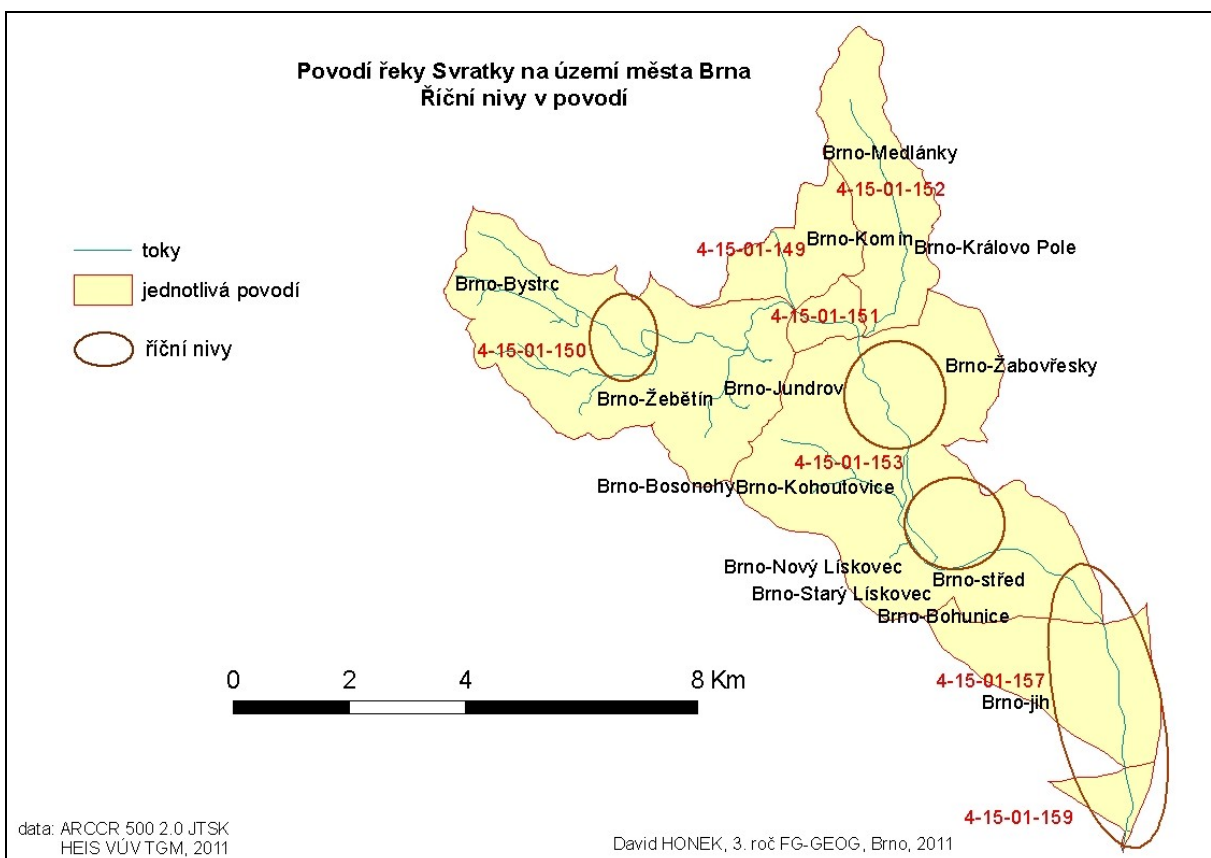 Povodí řeky Svratky na území města Brna
Říční nivy v povodí
toky
jednotlivá povodí
říční nivy
Brno-Medlánky
4-15-01-152
4-15-01-149
Brno-Komín
Brno-Královo Pole
Brno-Bystrc
4-15-01-151
4-15-01-150
Brno-Žebětín
Brno-Jundrov
Brno-Žabovřesky
4-15-01-153
Brno-Bosonohy
Brno-Kohoutovice
Brno-Nový Lískovec
Brno-střed
Brno-Starý Lískovec
Brno-Bohunice
4-15-01-157
Brno-jih
4-15-01-159
0 2 4 8 Km
data: ARCCR 500 2.0 JTSK
HEIS VÚV TGM, 2011
David HONEK, 3. roč FG-GEOG, Brno, 2011